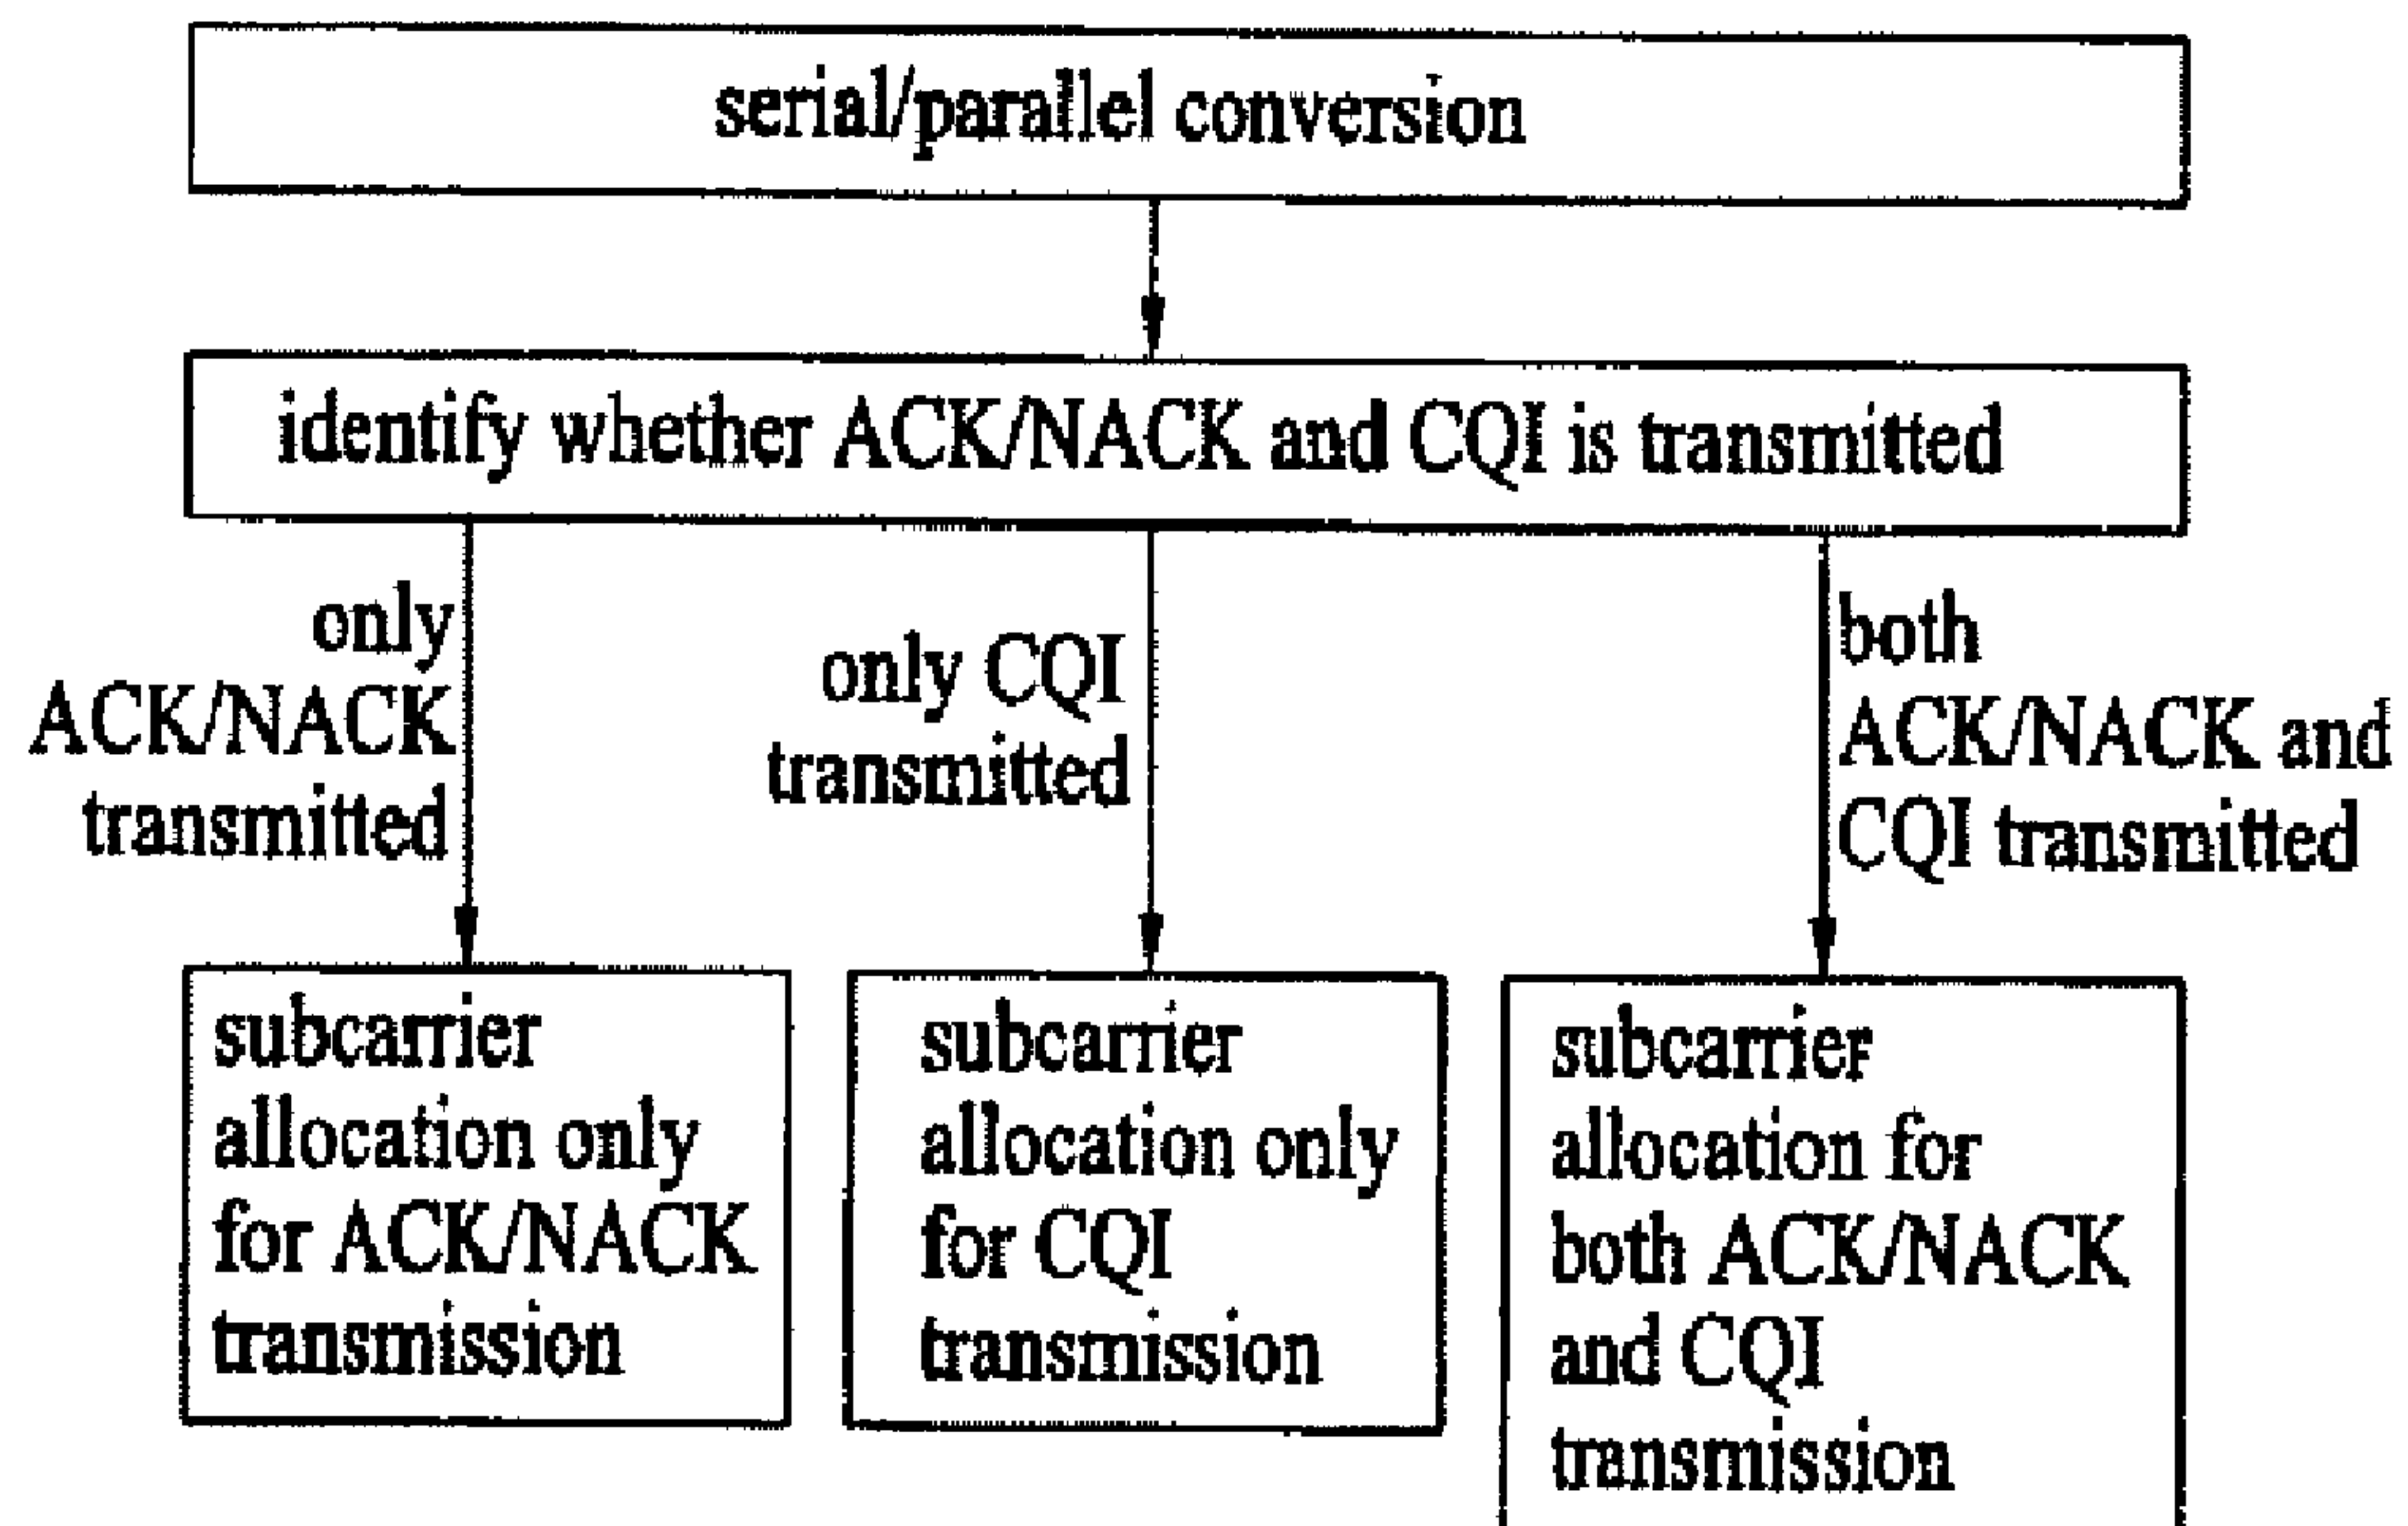 serial/parallel conversion
identify whether ACK/NACK and CQI is transmitted
only
ACK/NACK
transmitted
only CQI
transmitted
both
ACK/NACK and
CQI transmitted
subcarrier
allocation only
for ACK/NACK
transmission
subcarrier
allocation only
for CQI
transmission
subcarrier
allocation for
both ACK/NACK
and CQI
transmission